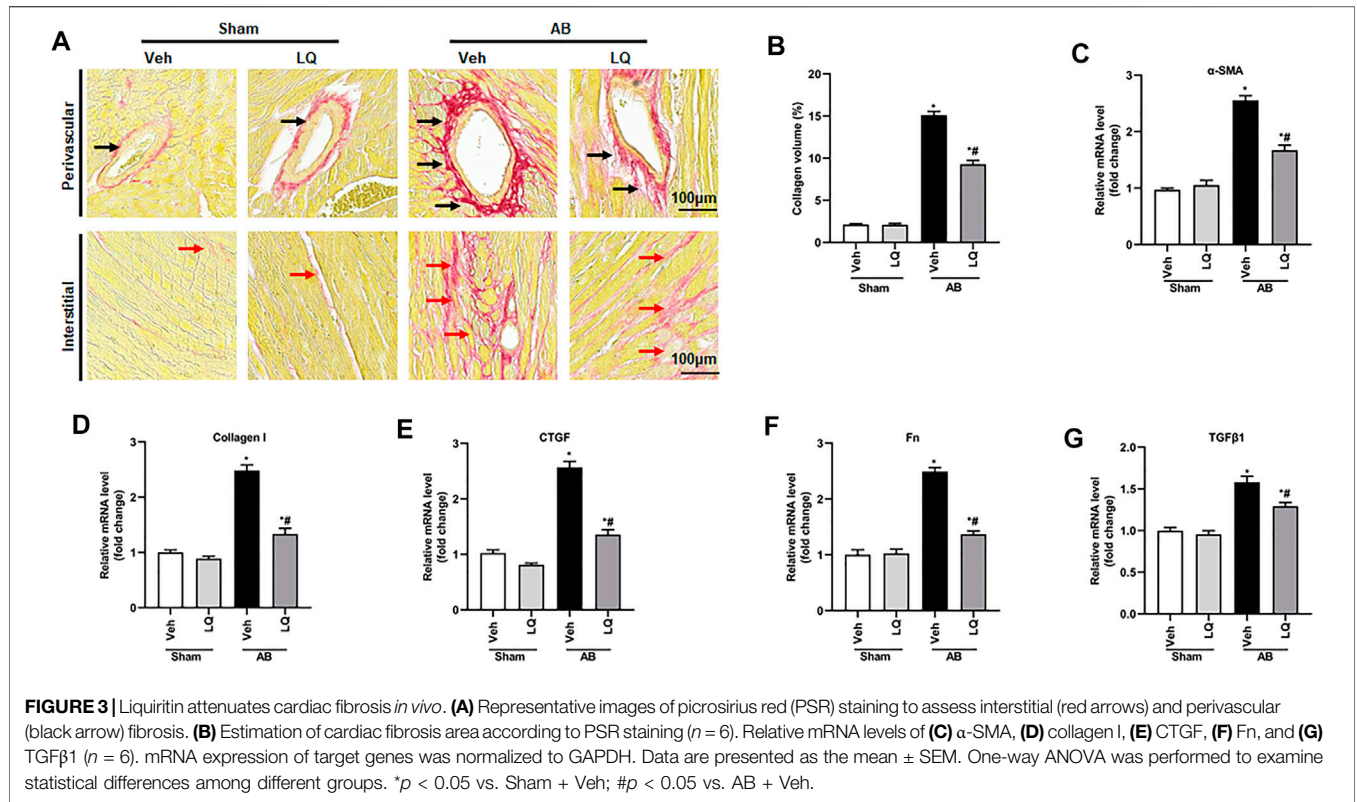 A
Sham
AB
Veh
LQ
Veh
LQ
Perivascular
100μm
Interstitial
100μm
B
Collagen volume (%)
20
15
10
5
0
*
*#
Veh
LQ
Veh
LQ
Sham
AB
C
α-SMA
Relative mRNA level
(fold change)
3
2
1
0
*
*#
Veh
LQ
Veh
LQ
Sham
AB
D
Collagen I
Relative mRNA level
(fold change)
3
2
1
0
*
*#
Veh
LQ
Veh
LQ
Sham
AB
E
CTGF
Relative mRNA level
(fold change)
3
2
1
0
*
*#
Veh
LQ
Veh
LQ
Sham
AB
F
Fn
Relative mRNA level
(fold change)
3
2
1
0
*
*#
Veh
LQ
Veh
LQ
Sham
AB
G
TGFβ1
Relative mRNA level
(fold change)
2.0
1.5
1.0
0.5
0.0
*
*#
Veh
LQ
Veh
LQ
Sham
AB
FIGURE 3 | Liquiritin attenuates cardiac fibrosis in vivo. (A) Representative images of picrosirius red (PSR) staining to assess interstitial (red arrows) and perivascular
(black arrow) fibrosis. (B) Estimation of cardiac fibrosis area according to PSR staining (n = 6). Relative mRNA levels of (C) α-SMA, (D) collagen I, (E) CTGF, (F) Fn, and (G)
TGFβ1 (n = 6). mRNA expression of target genes was normalized to GAPDH. Data are presented as the mean ± SEM. One-way ANOVA was performed to examine
statistical differences among different groups. *p < 0.05 vs. Sham + Veh; #p < 0.05 vs. AB + Veh.